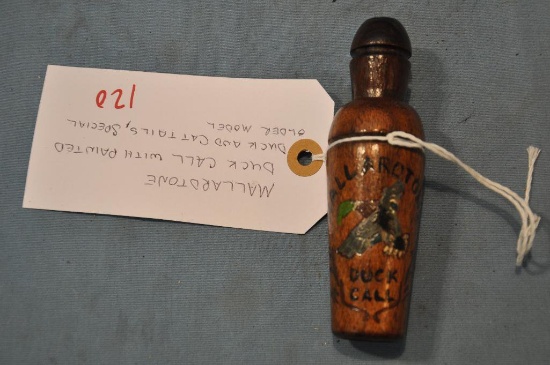 MALLARDTONE
DUCK CALL WITH PAINTED
DUCK AND CATTAILS, SPECIAL
OLDER MODEL
120
ALLARDTO
DUCK
CALL